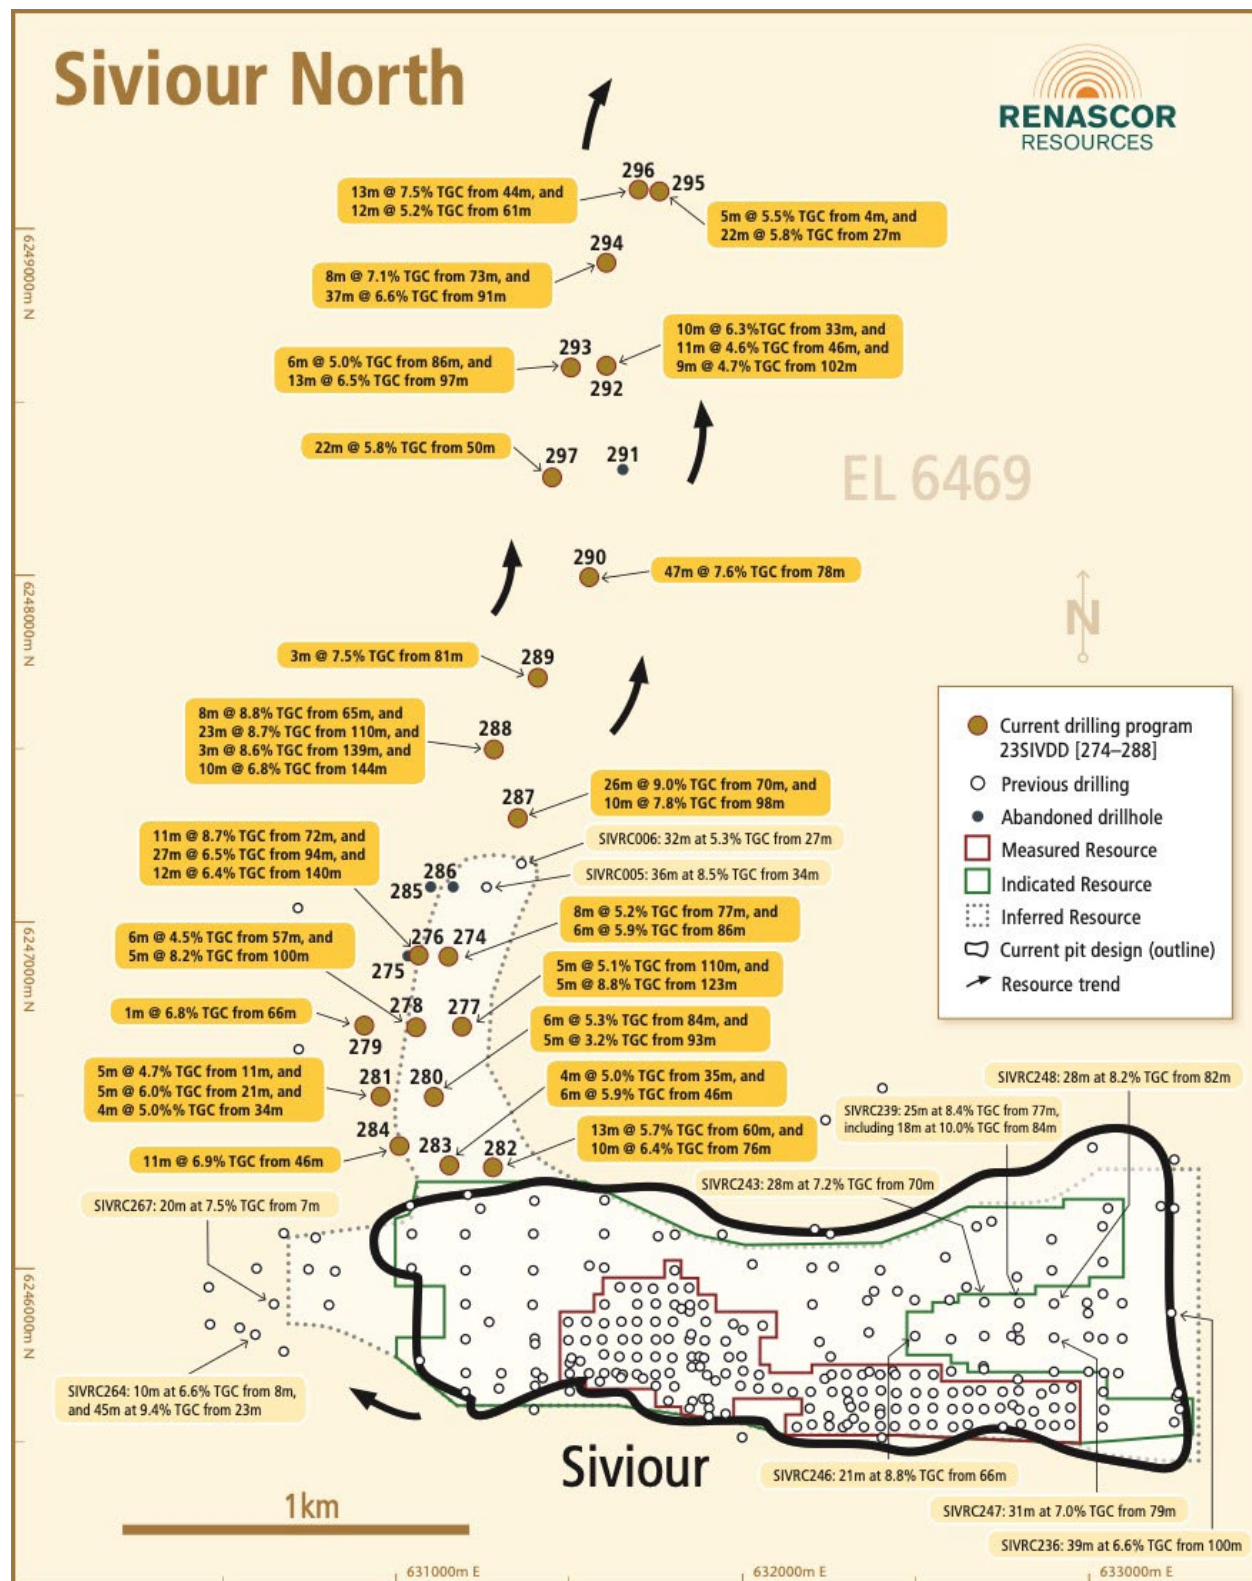 Siviour North
RENASCOR
RESOURCES
296
295
13m @ 7.5% TGC from 44m, and
12m @ 5.2% TGC from 61m
5m @ 5.5% TGC from 4m, and
22m @ 5.8% TGC from 27m
6249000m N
294
8m @ 7.1% TGC from 73m, and
37m @ 6.6% TGC from 91m
10m @ 6.3%TGC from 33m, and
11m @ 4.6% TGC from 46m, and
9m @ 4.7% TGC from 102m
293
292
6m @ 5.0% TGC from 86m, and
13m @ 6.5% TGC from 97m
22m @ 5.8% TGC from 50m
297
291
EL 6469
290
47m @ 7.6% TGC from 78m
6248000m N
N
3m @ 7.5% TGC from 81m
289
8m @ 8.8% TGC from 65m, and
23m @ 8.7% TGC from 110m, and
3m @ 8.6% TGC from 139m, and
10m @ 6.8% TGC from 144m
288
Current drilling program
23SIVDD [274–288]
Previous drilling
Abandoned drillhole
Measured Resource
Indicated Resource
Inferred Resource
Current pit design (outline)
Resource trend
287
26m @ 9.0% TGC from 70m, and
10m @ 7.8% TGC from 98m
11m @ 8.7% TGC from 72m, and
27m @ 6.5% TGC from 94m, and
12m @ 6.4% TGC from 140m
SIVRC006: 32m at 5.3% TGC from 27m
285
286
SIVRC005: 36m at 8.5% TGC from 34m
6m @ 4.5% TGC from 57m, and
5m @ 8.2% TGC from 100m
276
274
275
8m @ 5.2% TGC from 77m, and
6m @ 5.9% TGC from 86m
6247000m N
5m @ 5.1% TGC from 110m, and
5m @ 8.8% TGC from 123m
1m @ 6.8% TGC from 66m
279
278
277
6m @ 5.3% TGC from 84m, and
5m @ 3.2% TGC from 93m
5m @ 4.7% TGC from 11m, and
5m @ 6.0% TGC from 21m, and
4m @ 5.0%% TGC from 34m
281
280
4m @ 5.0% TGC from 35m, and
6m @ 5.9% TGC from 46m
SIVRC248: 28m at 8.2% TGC from 82m
SIVRC239: 25m at 8.4% TGC from 77m,
including 18m at 10.0% TGC from 84m
284
283
282
13m @ 5.7% TGC from 60m, and
10m @ 6.4% TGC from 76m
11m @ 6.9% TGC from 46m
SIVRC243: 28m at 7.2% TGC from 70m
SIVRC267: 20m at 7.5% TGC from 7m
6246000m N
SIVRC264: 10m at 6.6% TGC from 8m,
and 45m at 9.4% TGC from 23m
Siviour
SIVRC246: 21m at 8.8% TGC from 66m
SIVRC247: 31m at 7.0% TGC from 79m
SIVRC236: 39m at 6.6% TGC from 100m
1km
631000m E
632000m E
633000m E